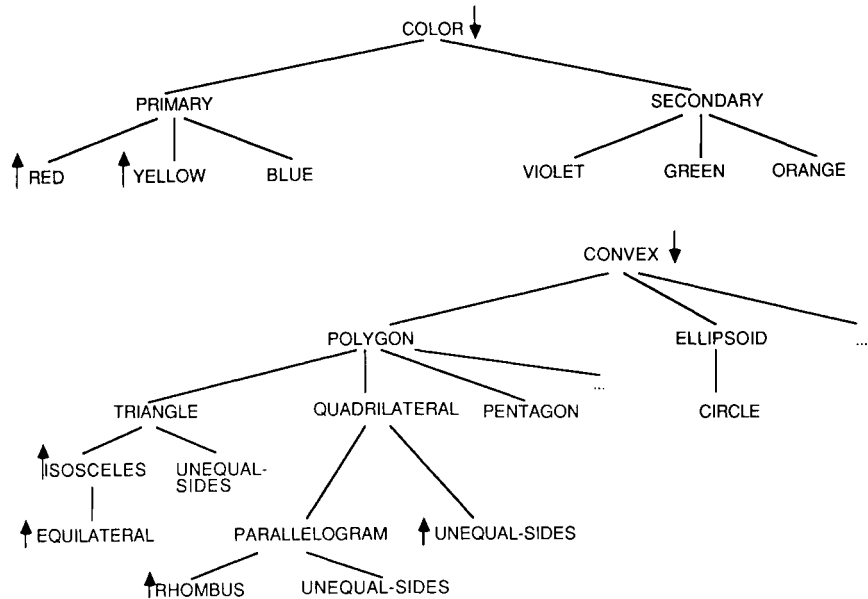 COLOR
PRIMARY
SECONDARY
RED
YELLOW
BLUE
VIOLET
GREEN
ORANGE
CONVEX
POLYGON
ELLIPSOID
...
...
TRIANGLE
QUADRILATERAL
PENTAGON
CIRCLE
ISOSCELES
UNEQUAL-
SIDES
EQUILATERAL
PARALLELOGRAM
UNEQUAL-SIDES
RHOMBUS
UNEQUAL-SIDES